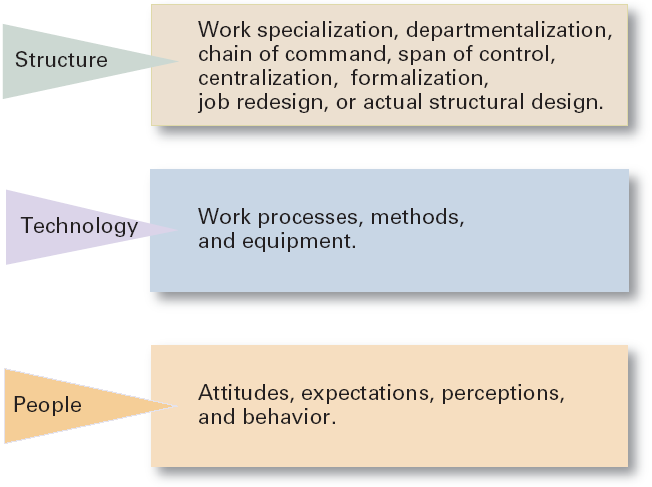 Structure
Work specialization, departmentalization,
chain of command, span of control,
centralization, formalization,
job redesign, or actual structural design.
Technology
Work processes, methods,
and equipment.
People
Attitudes, expectations, perceptions,
and behavior.